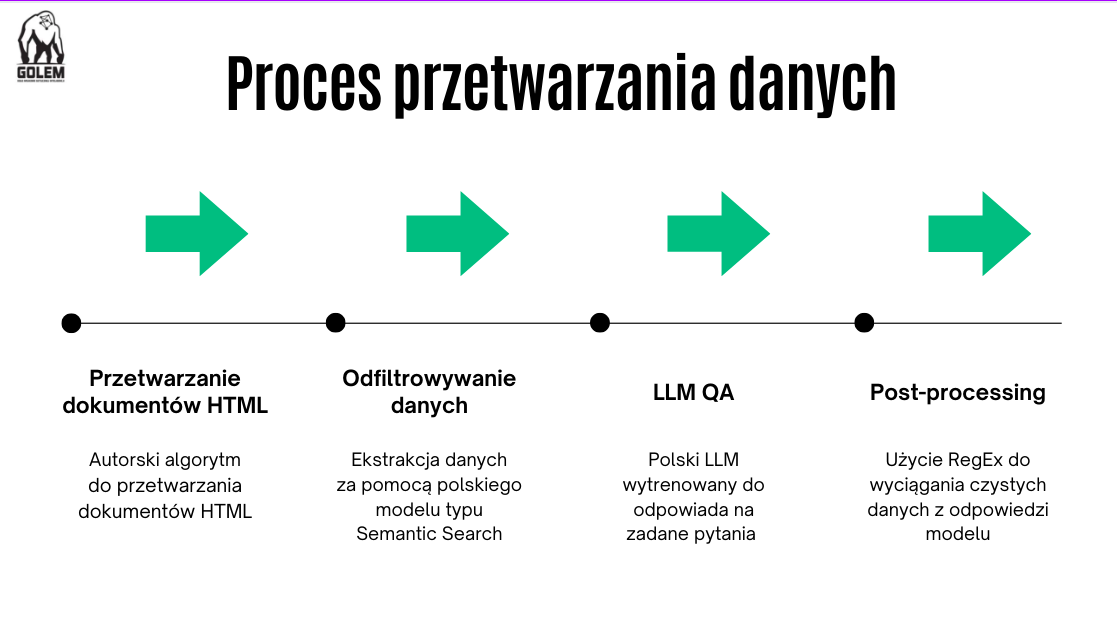 GOLEM
Proces przetwarzania danych
Przetwarzanie
dokumentów HTML
Autorski algorytm
do przetwarzania
dokumentów HTML
Odfiltrowywanie
danych
Ekstrakcja danych
za pomocą polskiego
modelu typu
Semantic Search
LLM QA
Polski LLM
wytrenowany do
odpowiada na
zadane pytania
Post-processing
Użycie RegEx do
wyciągania czystych
danych z odpowiedzi
modelu